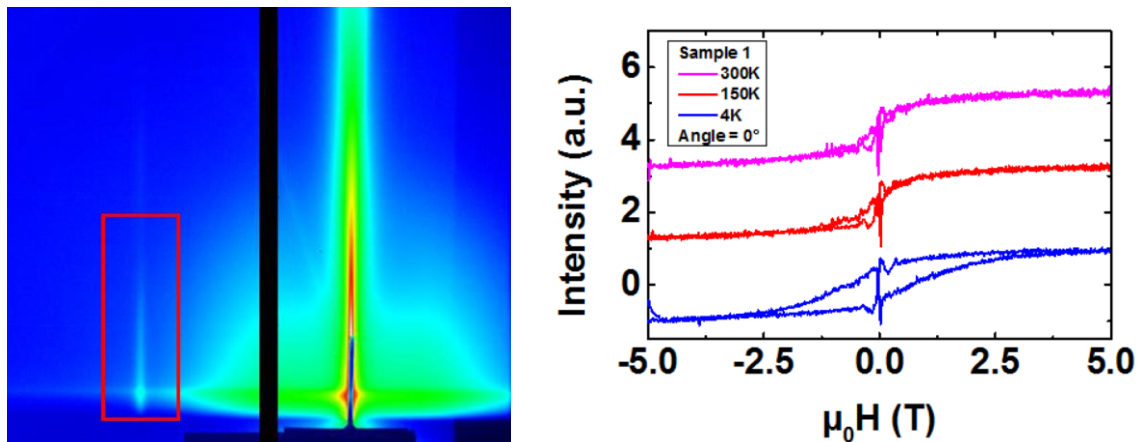 Intensity (a.u.)
6
4
2
0
Sample 1
300K
150K
4K
Angle = 0°
-5.0 -2.5 0.0 2.5 5.0
μ₀H (T)